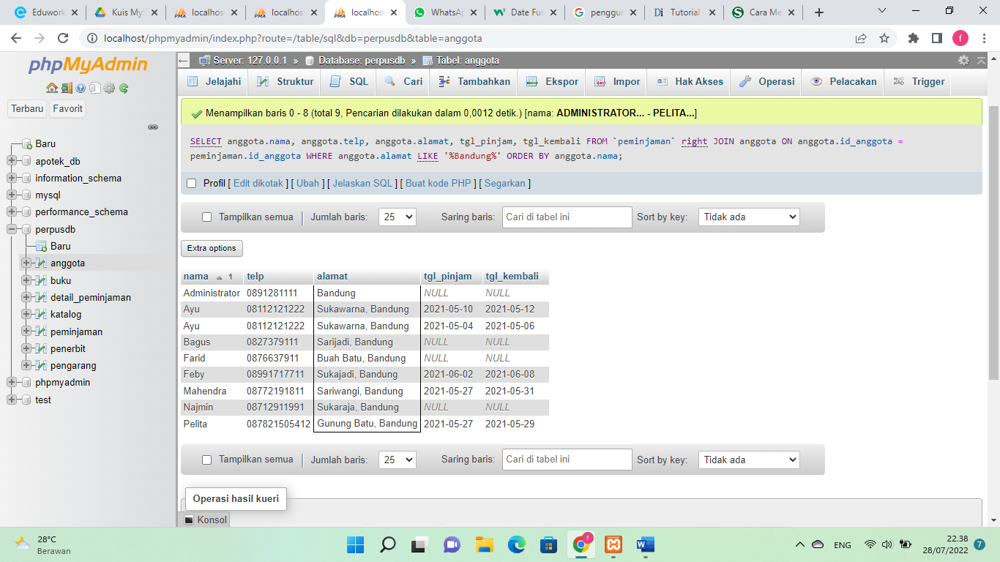 Eduwork
Kuis MyS
localhos
localhos
localhos
WhatsAp
Date Fun
penggu
Tutorial
Cara Me
localhost/phpmyadmin/index.php?route=/table/sql&db=perpusdb&table=anggota
f
phpMyAdmin
Terbaru Favorit
Baru
apotek_db
information_schema
mysql
performance_schema
perpusdb
Baru
anggota
buku
detail_peminjaman
katalog
peminjaman
penerbit
pengarang
phpmyadmin
test
Server: 127.0.0.1 » Database: perpusdb » Tabel: anggota
Jelajahi Struktur SQL Cari Tambahkan Ekspor Impor Hak Akses Operasi Pelacakan Trigger
Menampilkan baris 0 - 8 (total 9, Pencarian dilakukan dalam 0,0012 detik.) [nama: ADMINISTRATOR... - PELITA...]
SELECT anggota.nama, anggota.telp, anggota.alamat, tgl_pinjam, tgl_kembali FROM `peminjaman` right JOIN anggota ON anggota.id_anggota =
peminjaman.id_anggota WHERE anggota.alamat LIKE '%Bandung%' ORDER BY anggota.nama;
Profil [ Edit dikotak ] [ Ubah ] [ Jelaskan SQL ] [ Buat kode PHP ] [ Segarkan ]
Tampilkan semua | Jumlah baris: 25 Saring baris: Cari di tabel ini Sort by key: Tidak ada
Extra options
nama 1 telp alamat tgl_pinjam tgl_kembali
Administrator 0891281111 Bandung NULL NULL
Ayu 08112121222 Sukawarna, Bandung 2021-05-10 2021-05-12
Ayu 08112121222 Sukawarna, Bandung 2021-05-04 2021-05-06
Bagus 0827379111 Sarijadi, Bandung NULL NULL
Farid 0876637911 Buah Batu, Bandung NULL NULL
Feby 08991717711 Sukajadi, Bandung 2021-06-02 2021-06-08
Mahendra 08772191811 Sariwangi, Bandung 2021-05-27 2021-05-31
Najmin 08712911991 Sukaraja, Bandung NULL NULL
Pelita 087821505412 Gunung Batu, Bandung 2021-05-27 2021-05-29
Tampilkan semua | Jumlah baris: 25 Saring baris: Cari di tabel ini Sort by key: Tidak ada
Operasi hasil kueri
Konsol
28°C
Berawan
ENG
22.38
28/07/2022
7